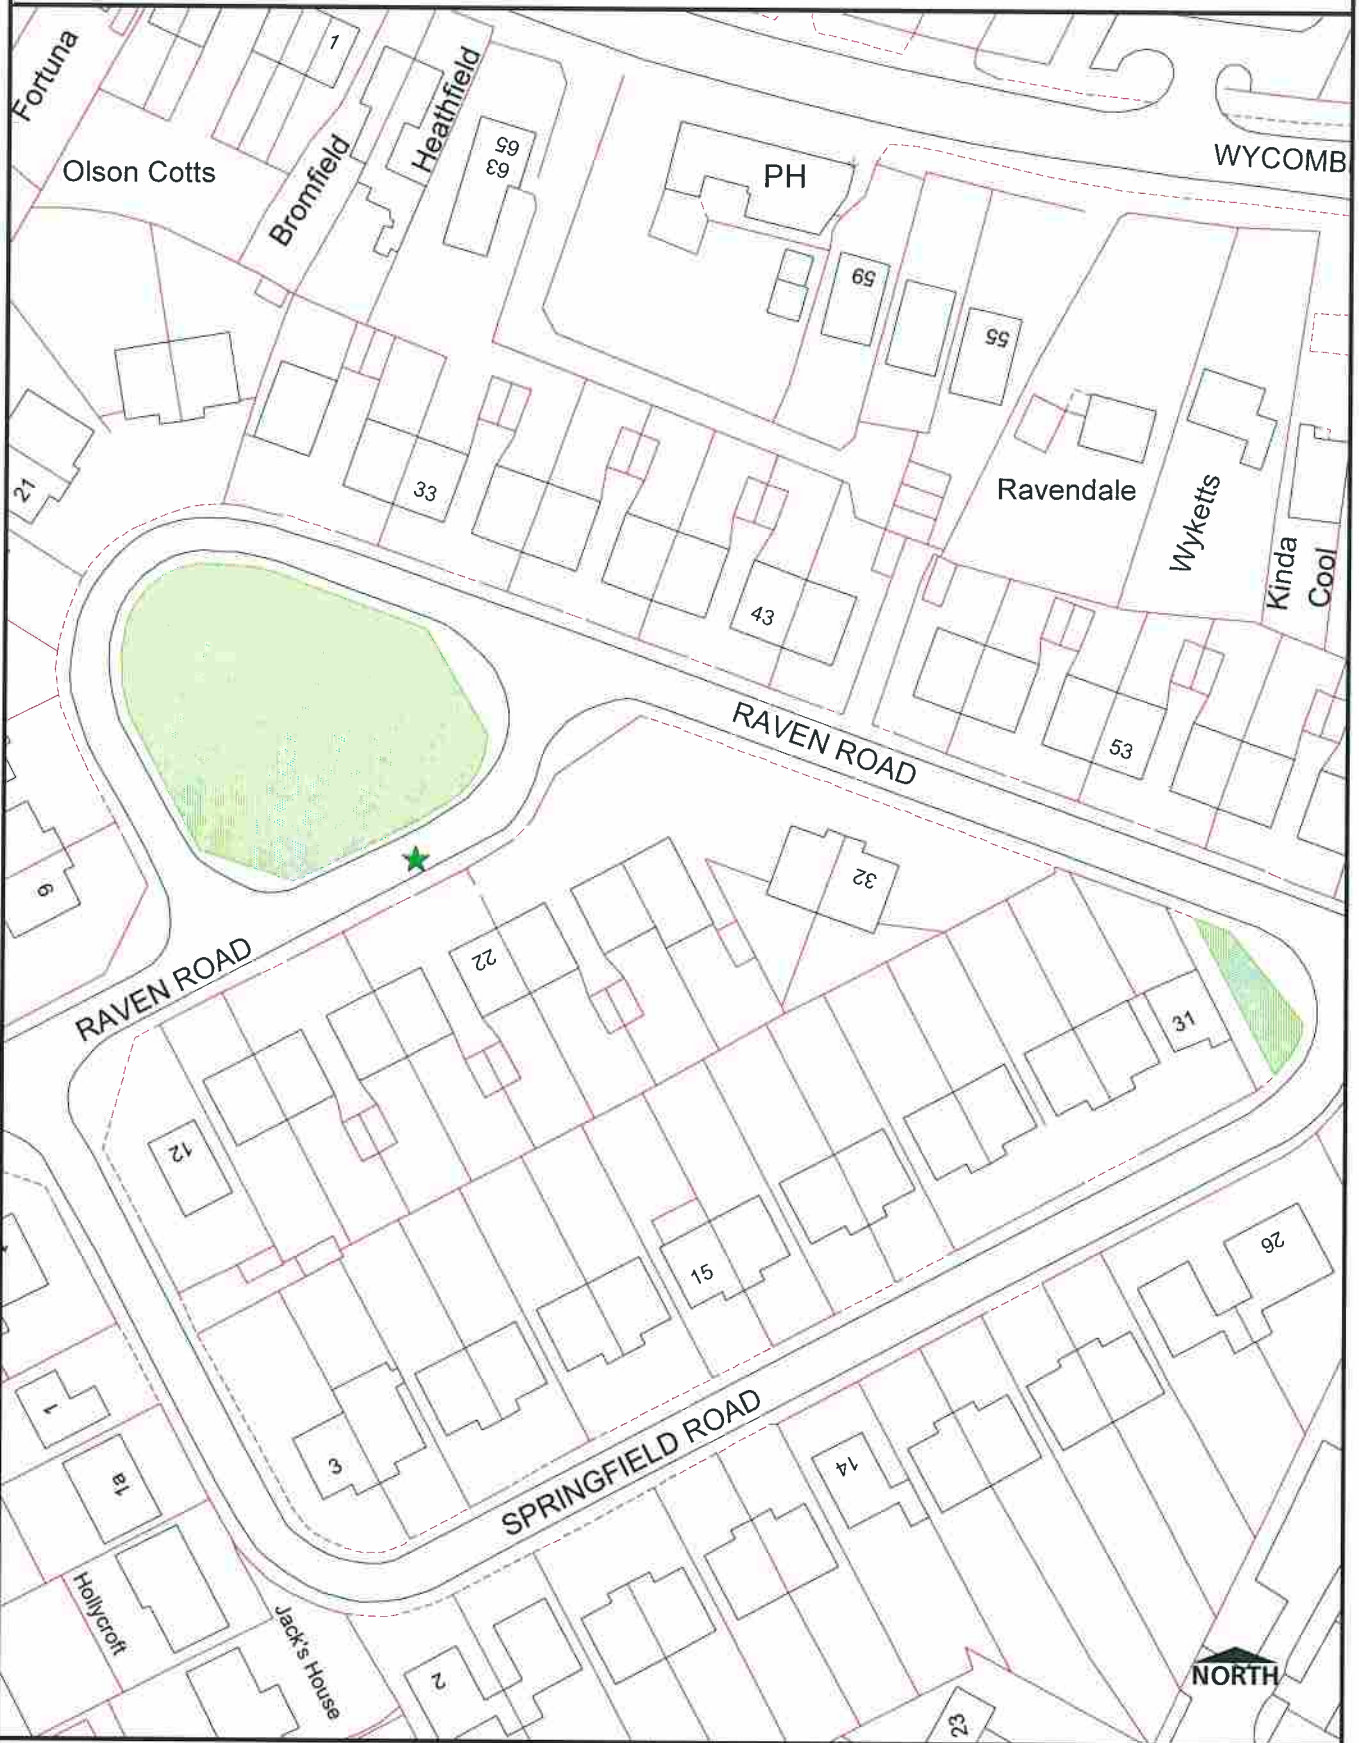 Fortuna
1
Heathfield
65
63
PH
WYCOMB
Olson Cotts
Bromfield
59
55
21
33
Ravendale
Wyketts
Kinda
Cool
43
RAVEN ROAD
53
32
9
22
RAVEN ROAD
31
12
15
26
1
1a
3
SPRINGFIELD ROAD
14
Hollycroft
Jack's House
2
23
NORTH